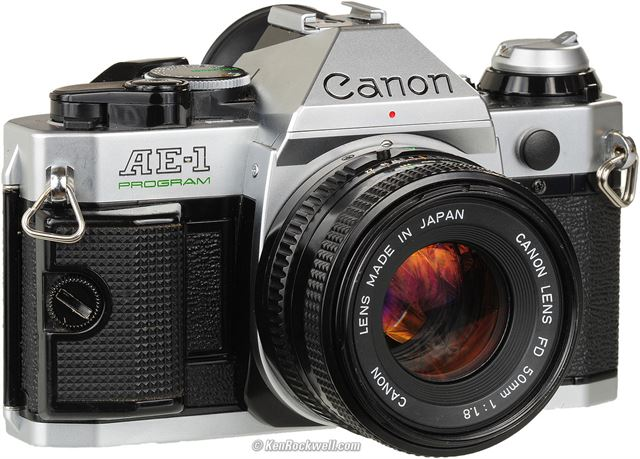 Canon
AE-1
PROGRAM
LENS MADE IN JAPAN
CANON LENS FD 50mm 1:1.8
CANON
© KenRockwell.com